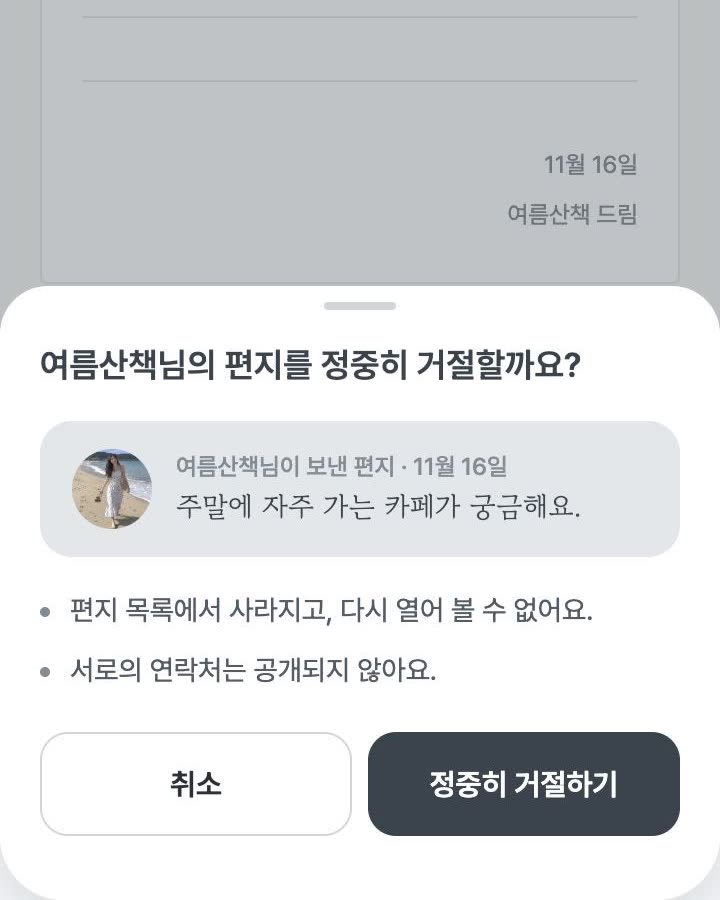 11월 16일
여름산책 드림
여름산책님의 편지를 정중히 거절할까요?
여름산책님이 보낸 편지 · 11월 16일
주말에 자주 가는 카페가 궁금해요.
• 편지 목록에서 사라지고, 다시 열어 볼 수 없어요.
• 서로의 연락처는 공개되지 않아요.
취소
정중히 거절하기